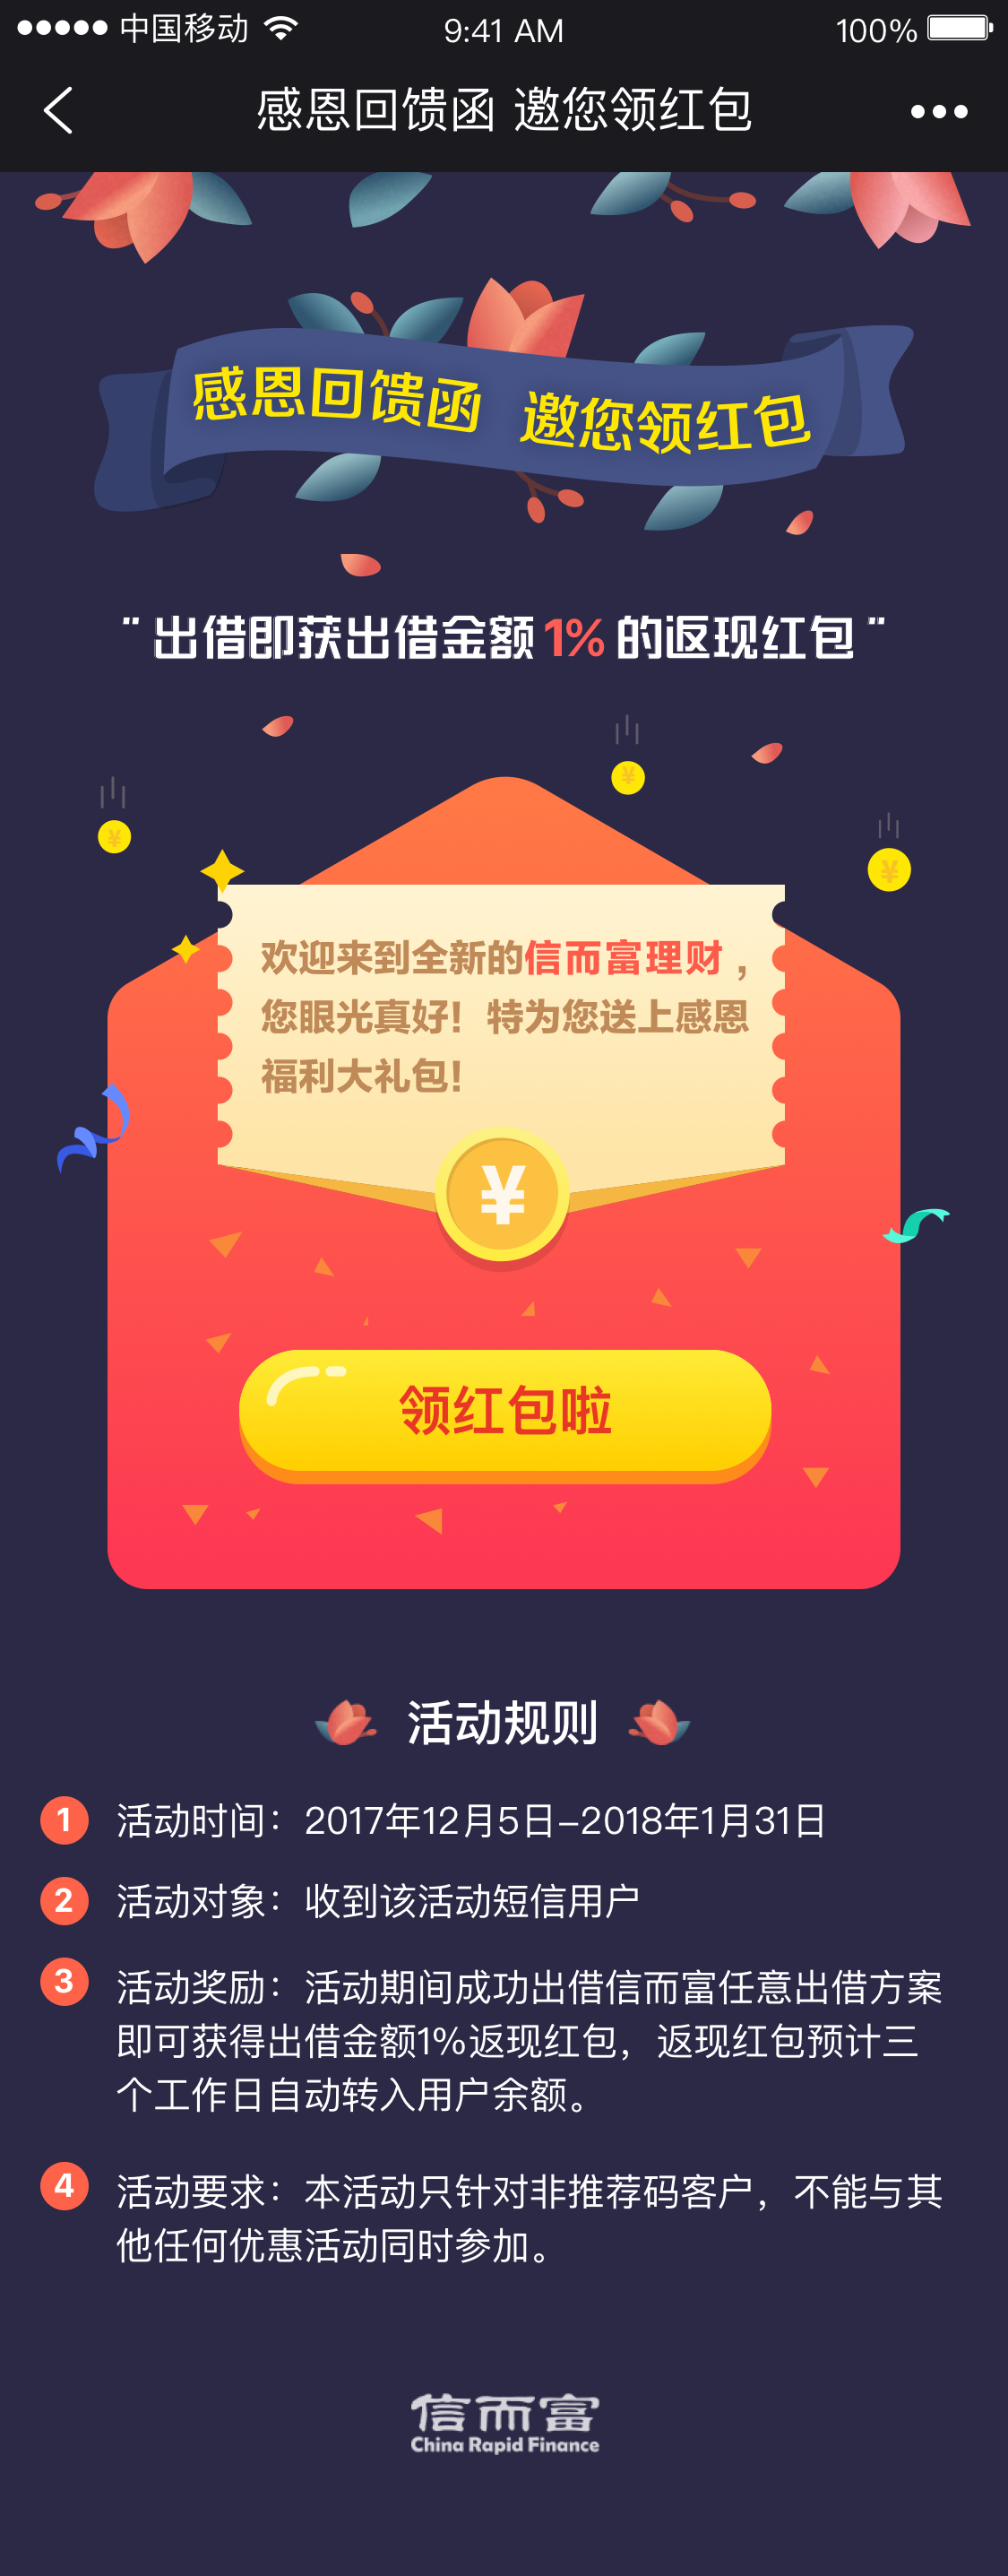 中国移动 9:41 AM 100%
感恩回馈函 邀您领红包
感恩回馈函 邀您领红包
"出借即获出借金额1%的返现红包"
¥
¥
¥
欢迎来到全新的信而富理财，
您眼光真好！特为您送上感恩
福利大礼包！
¥
领红包啦
活动规则
1 活动时间：2017年12月5日-2018年1月31日
2 活动对象：收到该活动短信用户
3 活动奖励：活动期间成功出借信而富任意出借方案
即可获得出借金额1%返现红包，返现红包预计三
个工作日自动转入用户余额。
4 活动要求：本活动只针对非推荐码客户，不能与其
他任何优惠活动同时参加。
信而富
China Rapid Finance